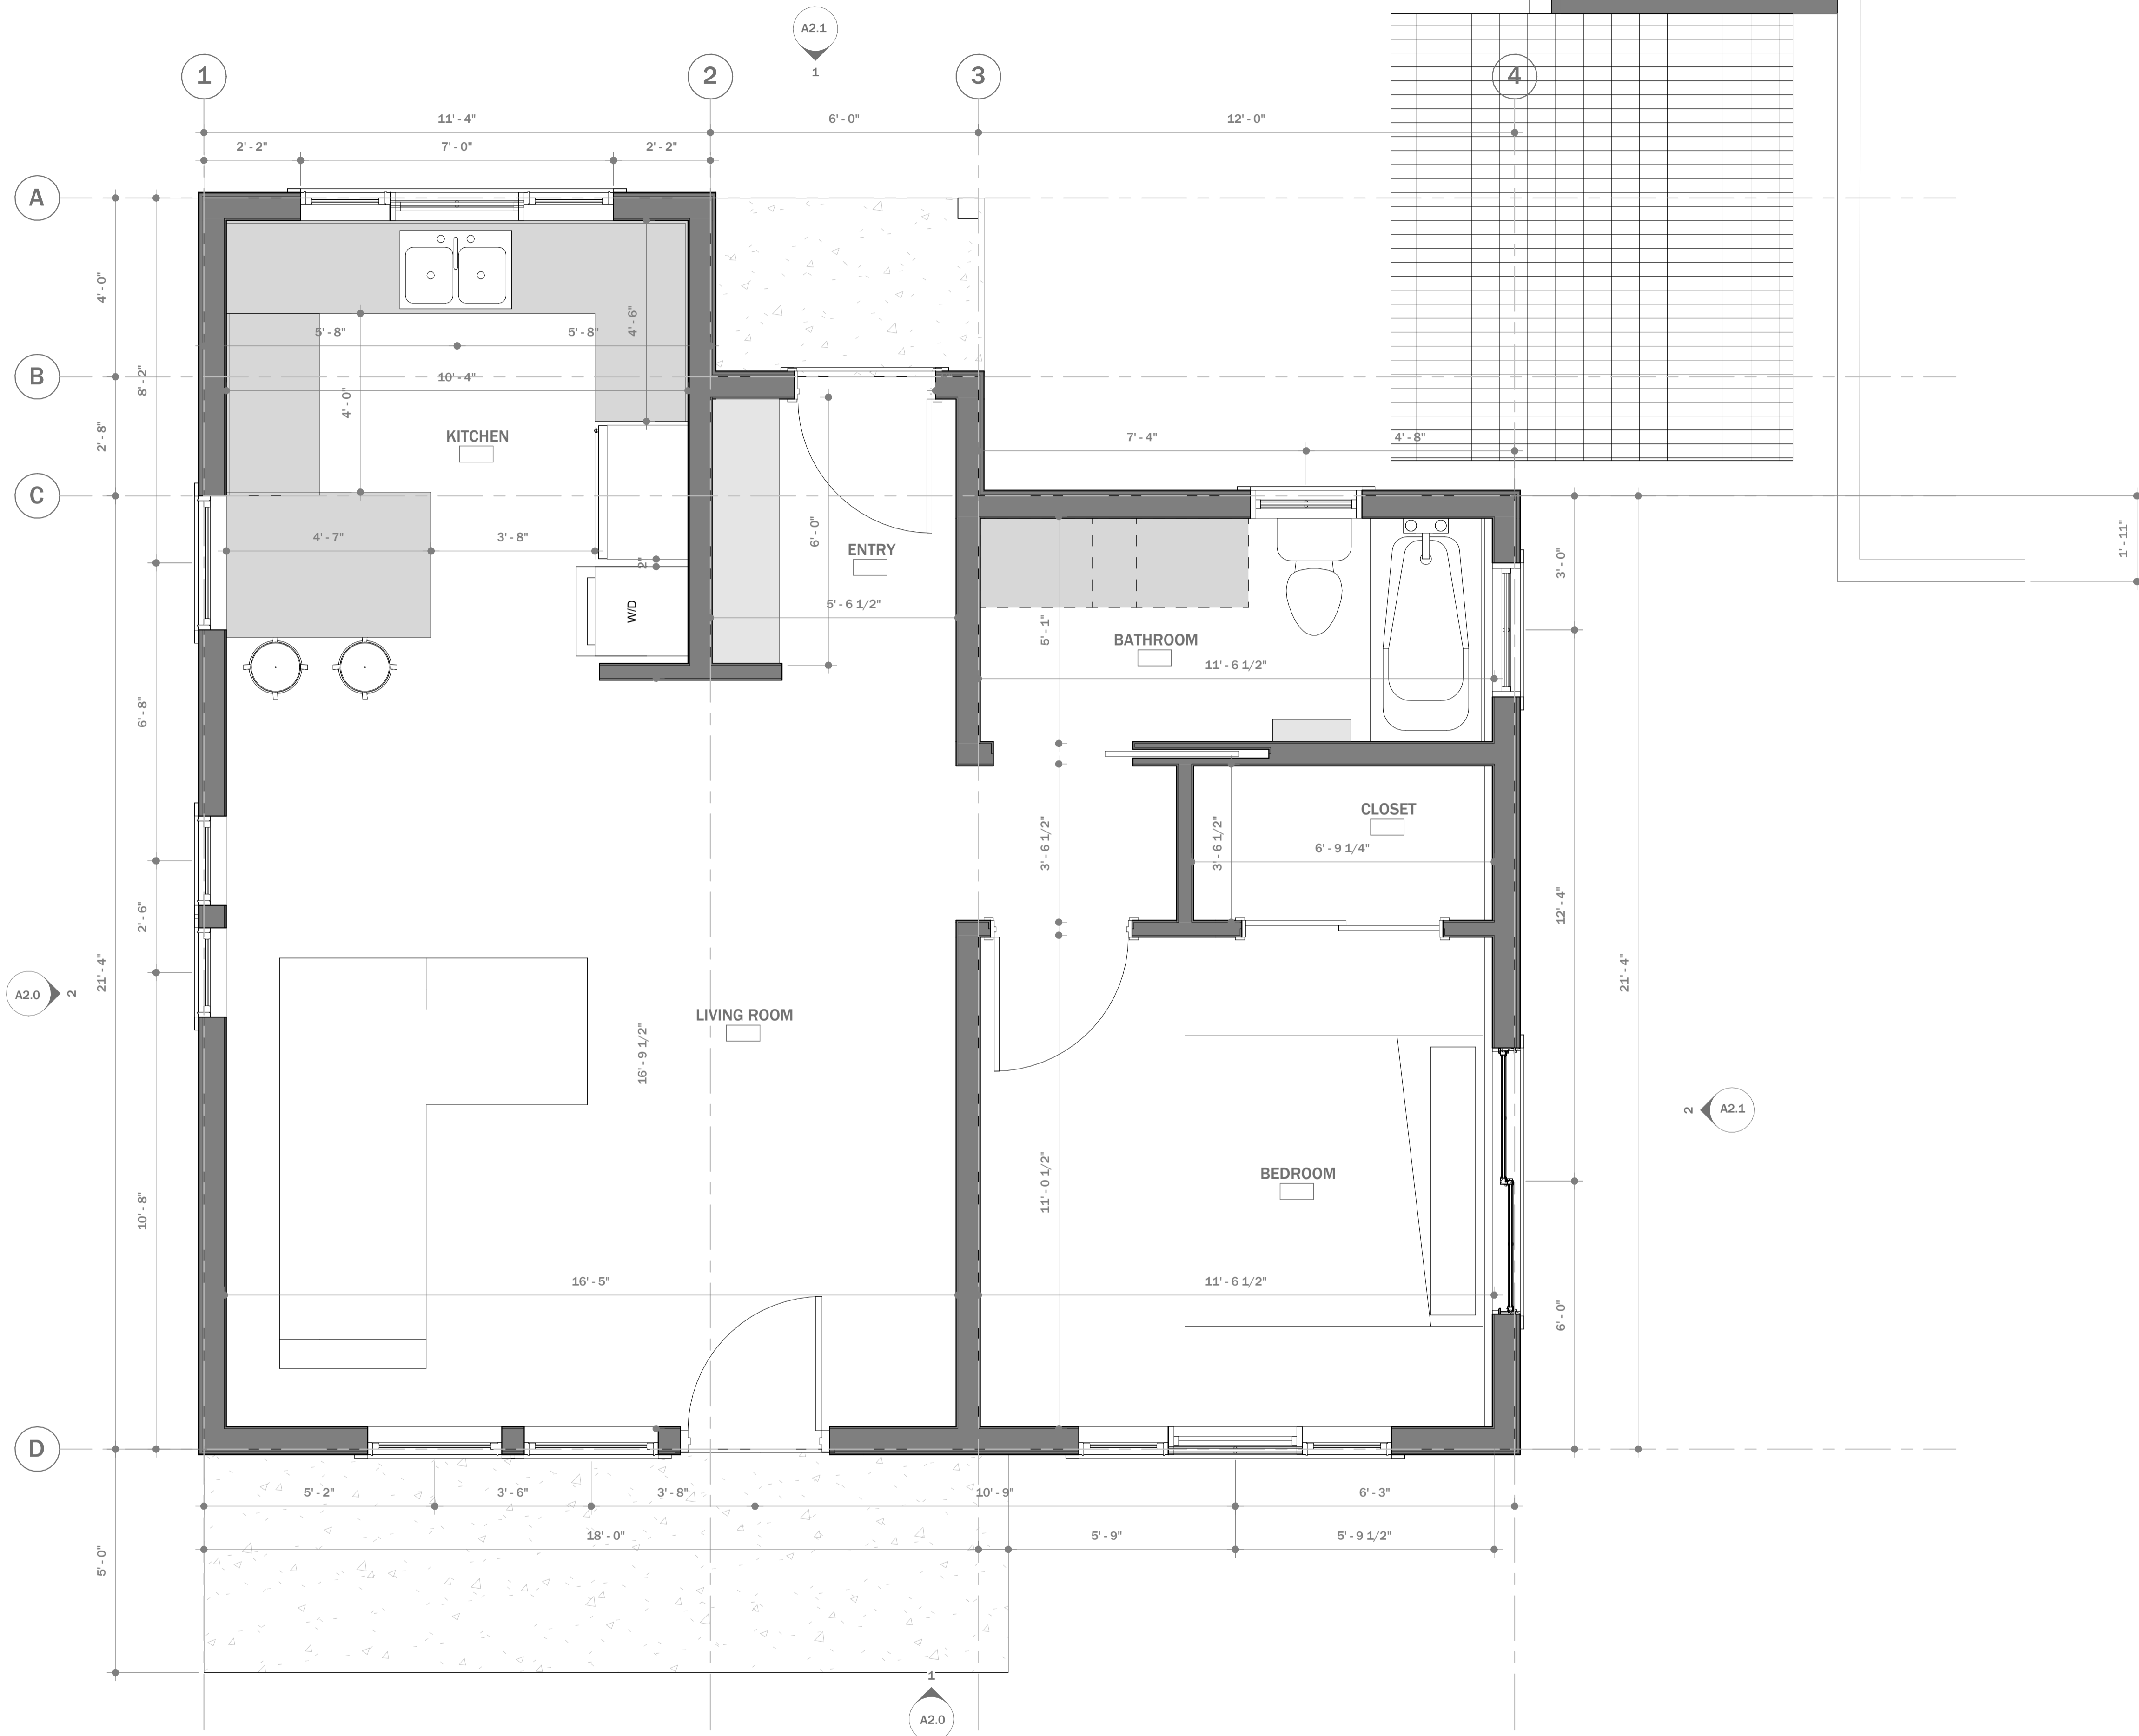 A2.1
1
1
2
3
4
11' - 4"
6' - 0"
12' - 0"
2' - 2"
7' - 0"
2' - 2"
A
4' - 0"
5' - 8"
5' - 8"
4' - 6"
B
8' - 2"
10' - 4"
4' - 0"
2' - 8"
KITCHEN
7' - 4"
4' - 8"
C
4' - 7"
3' - 8"
2"
6' - 0"
ENTRY
3' - 0"
1' - 11"
W/D
5' - 6 1/2"
5' - 1"
BATHROOM
11' - 6 1/2"
6' - 8"
CLOSET
3' - 6 1/2"
3' - 6 1/2"
6' - 9 1/4"
2' - 6"
12' - 4"
21' - 4"
21' - 4"
A2.0
2
LIVING ROOM
16' - 9 1/2"
2
A2.1
BEDROOM
11' - 0 1/2"
10' - 8"
16' - 5"
11' - 6 1/2"
6' - 0"
D
5' - 2"
3' - 6"
3' - 8"
10' - 9"
6' - 3"
18' - 0"
5' - 9"
5' - 9 1/2"
5' - 0"
1
A2.0